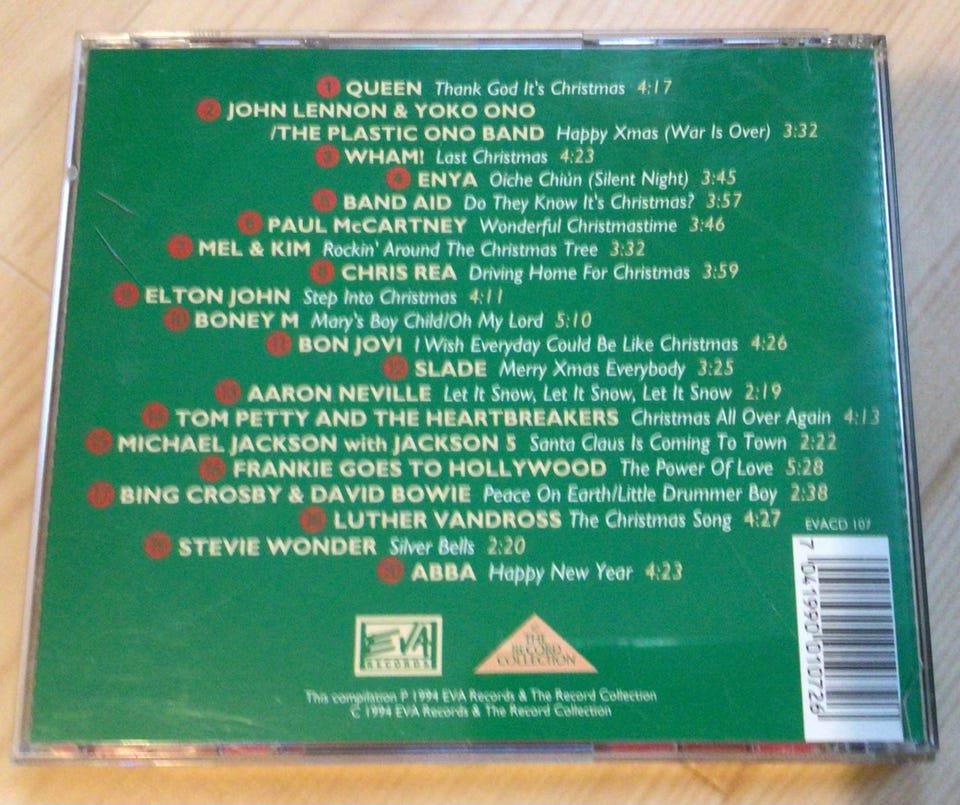 1 QUEEN Thank God It's Christmas 4:17
2 JOHN LENNON & YOKO ONO
/THE PLASTIC ONO BAND Happy Xmas (War Is Over) 3:32
3 WHAM! Last Christmas 4:23
4 ENYA Oíche Chiún (Silent Night) 3:45
5 BAND AID Do They Know It's Christmas? 3:57
6 PAUL McCARTNEY Wonderful Christmastime 3:46
7 MEL & KIM Rockin' Around The Christmas Tree 3:32
8 CHRIS REA Driving Home For Christmas 3:59
9 ELTON JOHN Step Into Christmas 4:11
10 BONEY M Mary's Boy Child/Oh My Lord 5:10
11 BON JOVI I Wish Everyday Could Be Like Christmas 4:26
12 SLADE Merry Xmas Everybody 3:25
13 AARON NEVILLE Let It Snow, Let It Snow, Let It Snow 2:19
14 TOM PETTY AND THE HEARTBREAKERS Christmas All Over Again 4:13
15 MICHAEL JACKSON with JACKSON 5 Santa Claus Is Coming To Town 2:22
16 FRANKIE GOES TO HOLLYWOOD The Power Of Love 5:28
17 BING CROSBY & DAVID BOWIE Peace On Earth/Little Drummer Boy 2:38
18 LUTHER VANDROSS The Christmas Song 4:27
EVACD 107
19 STEVIE WONDER Silver Bells 2:20
20 ABBA Happy New Year 4:23
7 041990 010726
EVA
RECORDS
THE
RECORD
COLLECTION
This compilation P 1994 EVA Records & The Record Collection
C 1994 EVA Records & The Record Collection